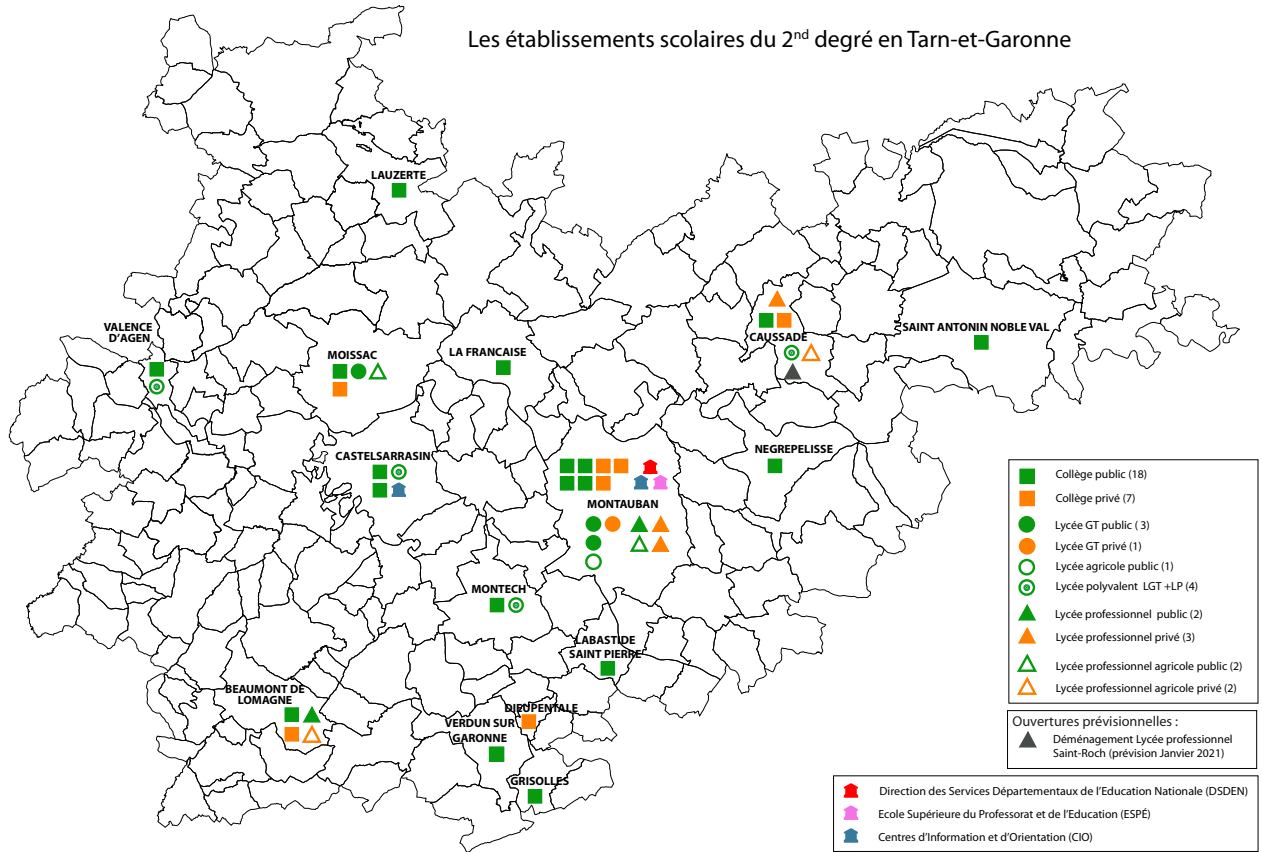 Les établissements scolaires du 2nd degré en Tarn-et-Garonne
LAUZERTE
VALENCE
D'AGEN
MOISSAC
LA FRANCAISE
CAUSSADE
SAINT ANTONIN NOBLE VAL
CASTELSARRASIN
NEGREPELISSE
MONTAUBAN
MONTECH
LABASTIDE
SAINT PIERRE
BEAUMONT DE
LOMAGNE
DIEUPENTALE
VERDUN SUR
GARONNE
GRISOLLES
Collège public (18)
Collège privé (7)
Lycée GT public ( 3)
Lycée GT privé (1)
Lycée agricole public (1)
Lycée polyvalent LGT +LP (4)
Lycée professionnel public (2)
Lycée professionnel privé (3)
Lycée professionnel agricole public (2)
Lycée professionnel agricole privé (2)
Ouvertures prévisionnelles :
Déménagement Lycée professionnel
Saint-Roch (prévision Janvier 2021)
Direction des Services Départementaux de l'Education Nationale (DSDEN)
Ecole Supérieure du Professorat et de l'Education (ESPÉ)
Centres d'Information et d'Orientation (CIO)